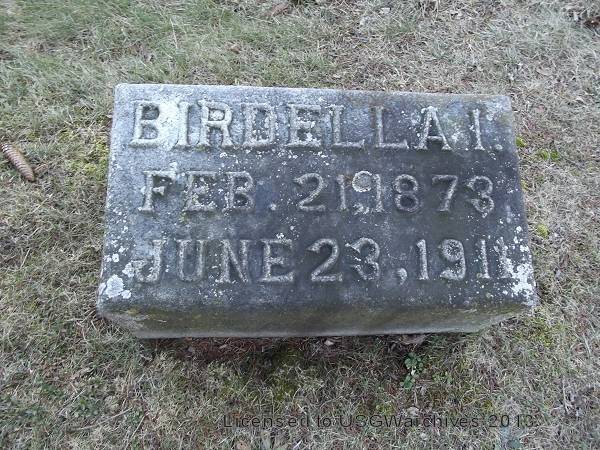 BIRDELLA I.
FEB. 21, 1873
JUNE 23, 1911
Licensed to USGWarchives 2013